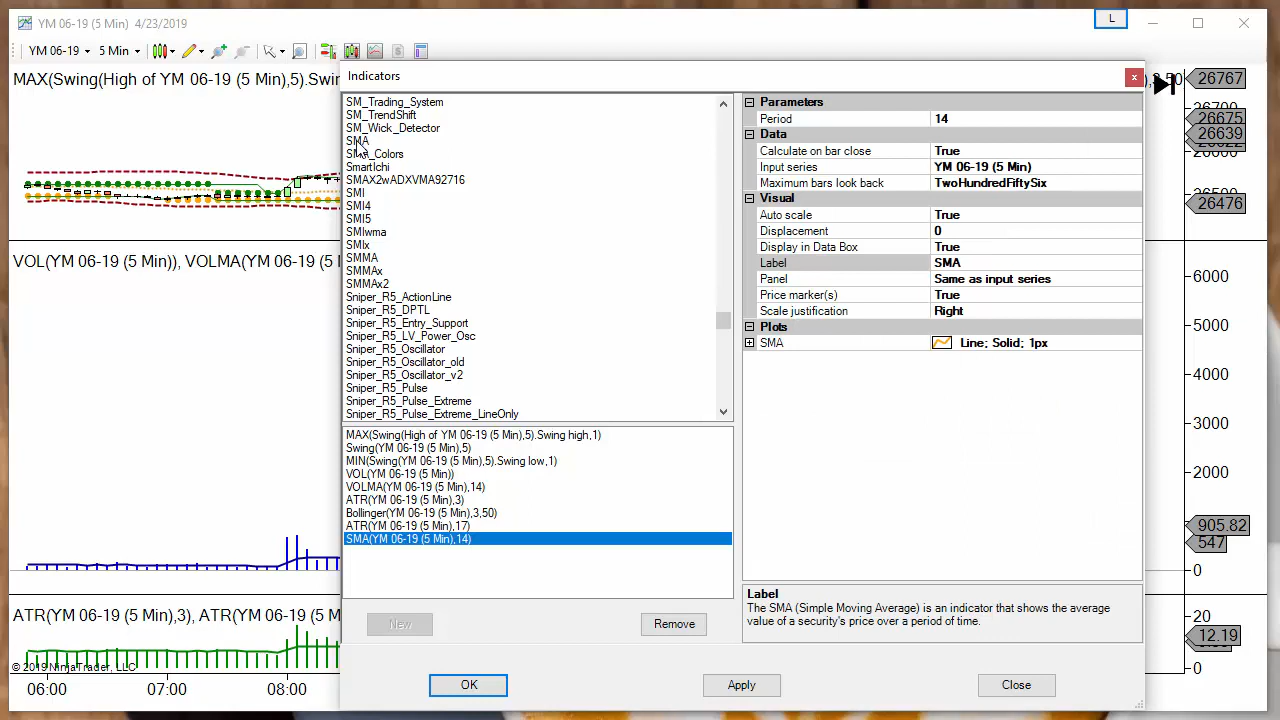 YM 06-19 (5 Min) 4/23/2019
L
YM 06-19
5 Min
MAX(Swing(High of YM 06-19 (5 Min),5).Swin
3,50
26767
26700
26675
26639
26476
VOL(YM 06-19 (5 Min)), VOLMA(YM 06-19 (5 I
6000
5000
4000
3000
2000
905.82
547
0
ATR(YM 06-19 (5 Min),3), ATR(YM 06-19 (5 Min
20
12.19
0
© 2019 NinjaTrader, LLC
06:00
07:00
08:00
Indicators
x
SM_Trading_System
SM_TrendShift
SM_Wick_Detector
SMA
SMA_Colors
SmartIchi
SMAX2wADXVMA92716
SMI
SMI4
SMI5
SMIwma
SMIx
SMMA
SMMAx
SMMAx2
Sniper_R5_ActionLine
Sniper_R5_DPTL
Sniper_R5_Entry_Support
Sniper_R5_LV_Power_Osc
Sniper_R5_Oscillator
Sniper_R5_Oscillator_old
Sniper_R5_Oscillator_v2
Sniper_R5_Pulse
Sniper_R5_Pulse_Extreme
Sniper_R5_Pulse_Extreme_LineOnly
MAX(Swing(High of YM 06-19 (5 Min),5).Swing high,1)
Swing(YM 06-19 (5 Min),5)
MIN(Swing(YM 06-19 (5 Min),5).Swing low,1)
VOL(YM 06-19 (5 Min))
VOLMA(YM 06-19 (5 Min),14)
ATR(YM 06-19 (5 Min),3)
Bollinger(YM 06-19 (5 Min),3,50)
ATR(YM 06-19 (5 Min),17)
SMA(YM 06-19 (5 Min),14)
New
Remove
Parameters
Period 14
Data
Calculate on bar close True
Input series YM 06-19 (5 Min)
Maximum bars look back TwoHundredFiftySix
Visual
Auto scale True
Displacement 0
Display in Data Box True
Label SMA
Panel Same as input series
Price marker(s) True
Scale justification Right
Plots
SMA Line; Solid; 1px
Label
The SMA (Simple Moving Average) is an indicator that shows the average
value of a security's price over a period of time.
OK
Apply
Close